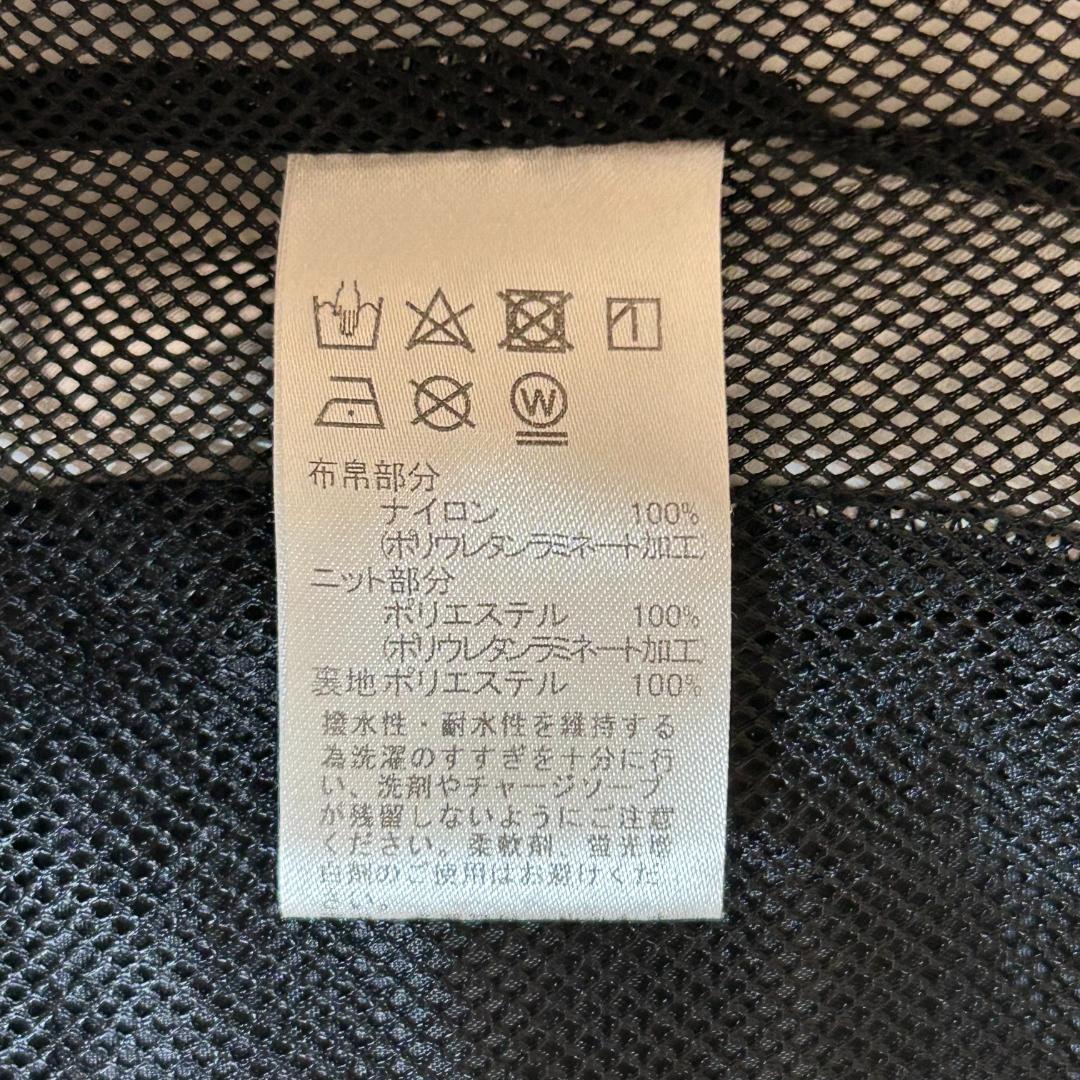 W
布帛部分
ナイロン 100%
(ポリウレタンラミネート加工)
ニット部分
ポリエステル 100%
(ポリウレタンラミネート加工)
裏地 ポリエステル 100%
撥水性・耐水性を維持する
為洗濯のすすぎを十分に行
い、洗剤やチャージソープ
が残留しないようにご注意
ください。柔軟剤 蛍光増
白剤のご使用はお避けくだ
さい。